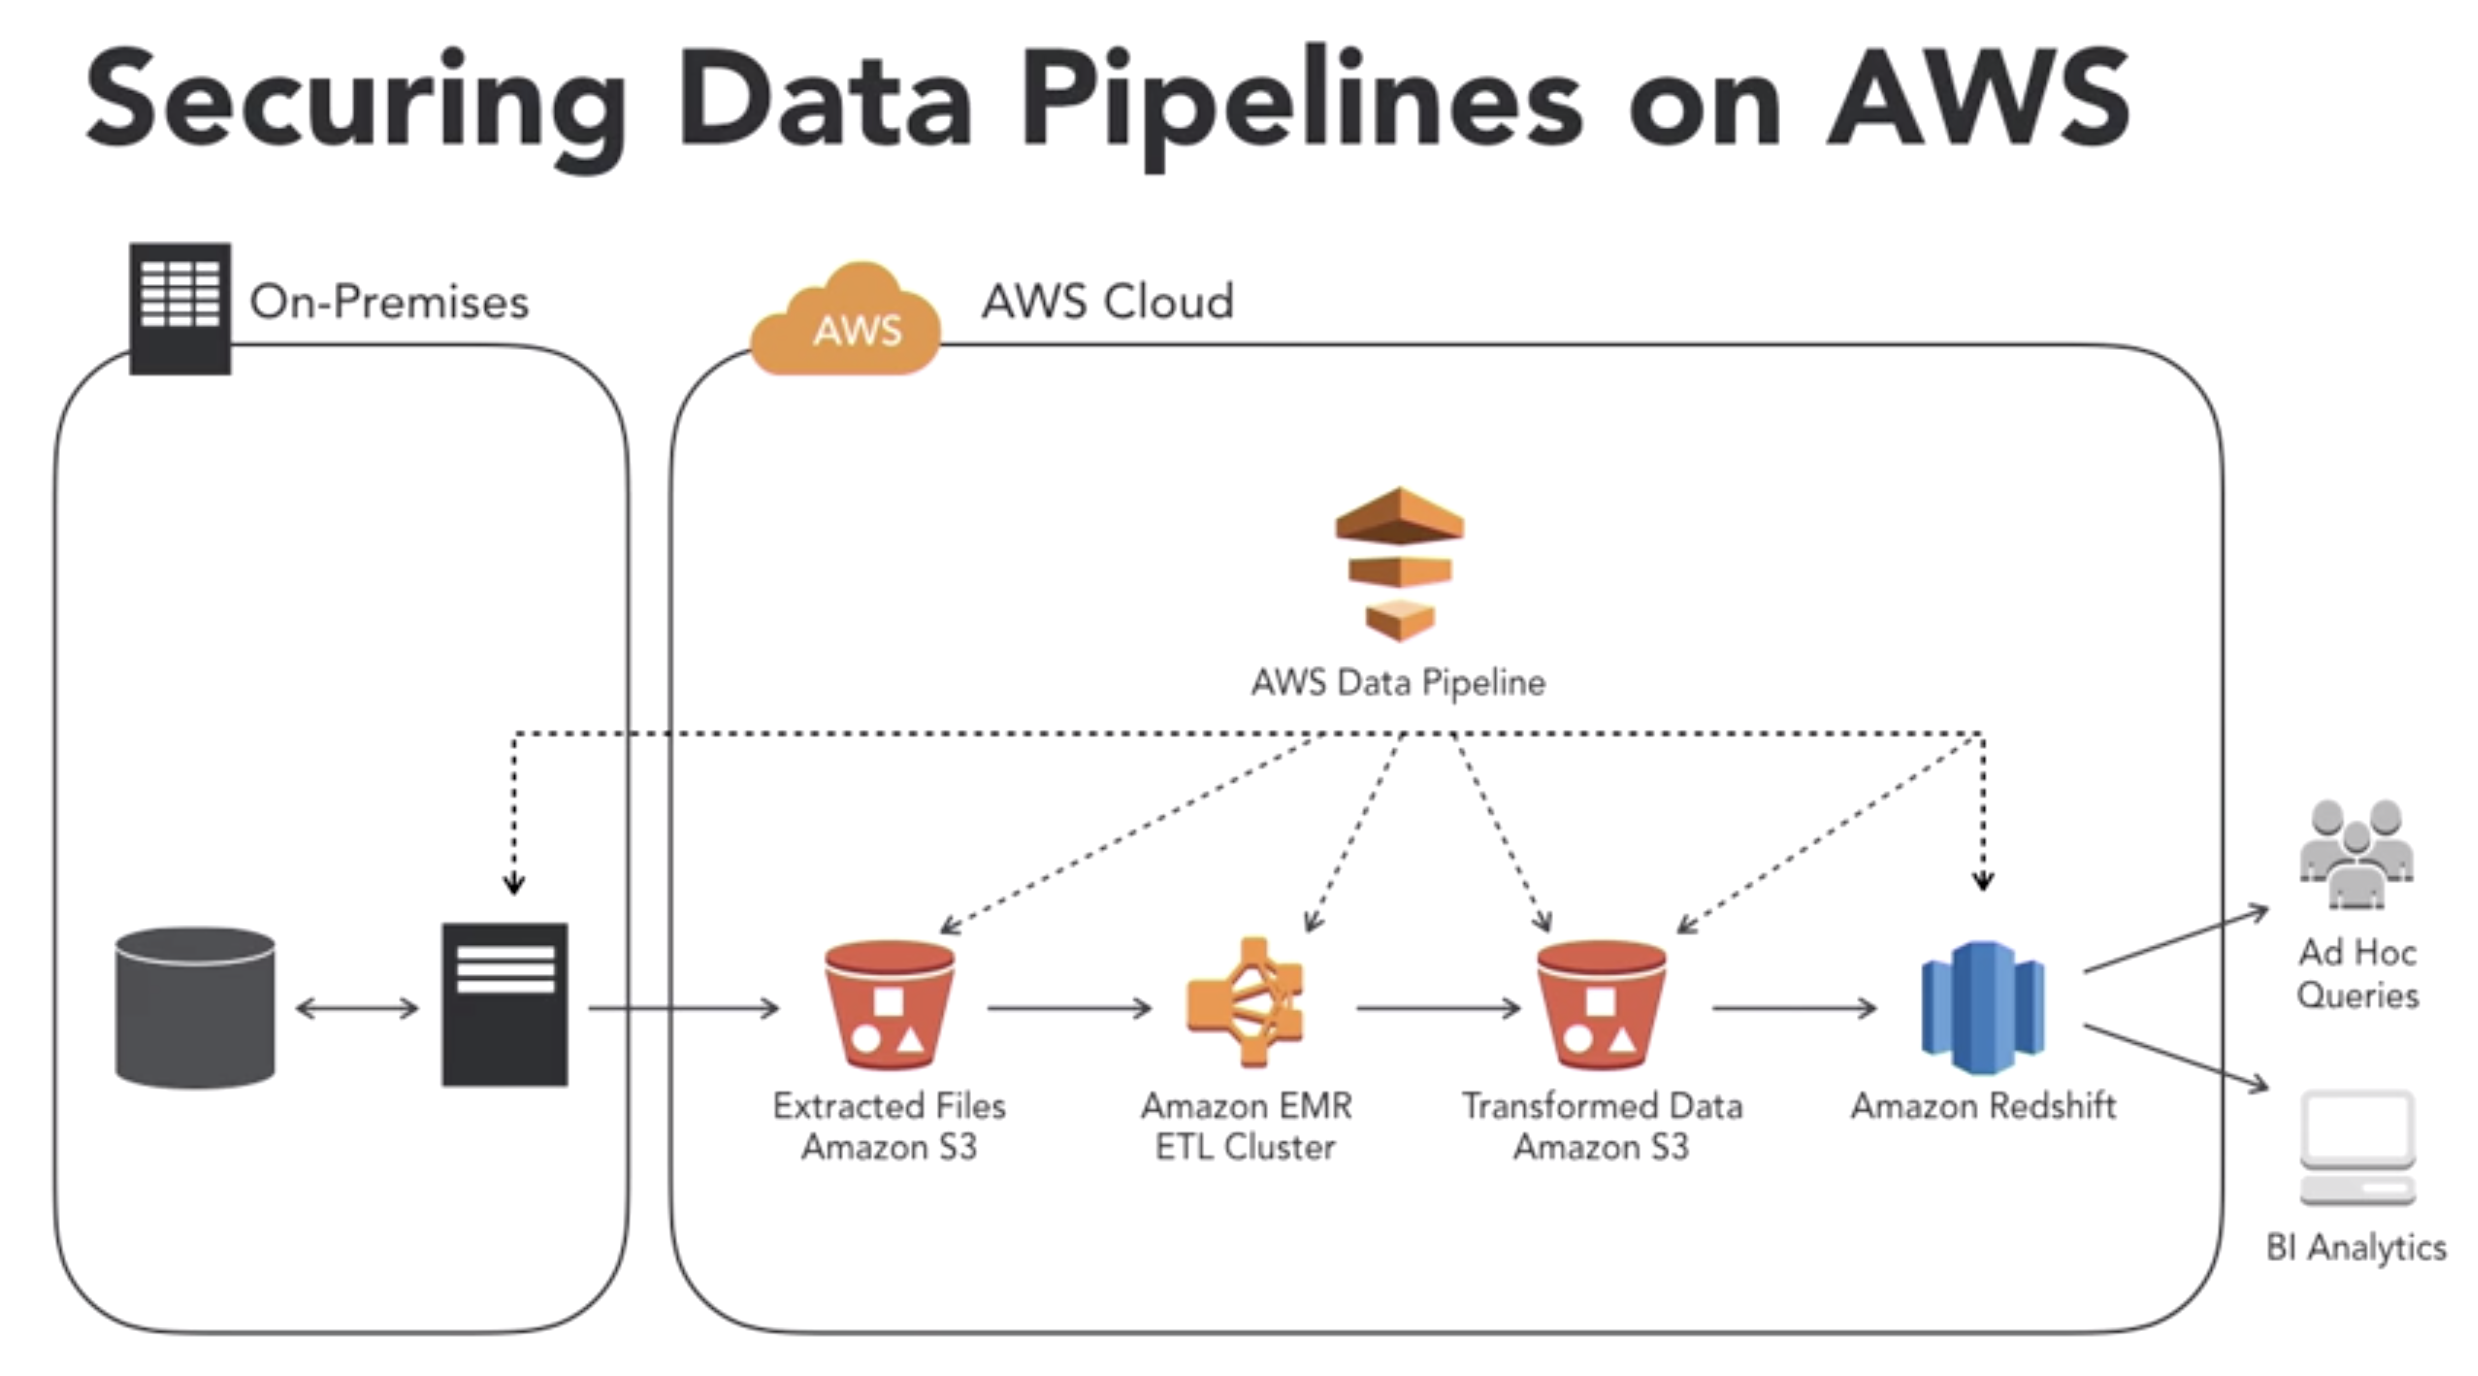 Securing Data Pipelines on AWS
On-Premises
AWS
AWS Cloud
AWS Data Pipeline
Extracted Files
Amazon S3
Amazon EMR
ETL Cluster
Transformed Data
Amazon S3
Amazon Redshift
Ad Hoc
Queries
BI Analytics